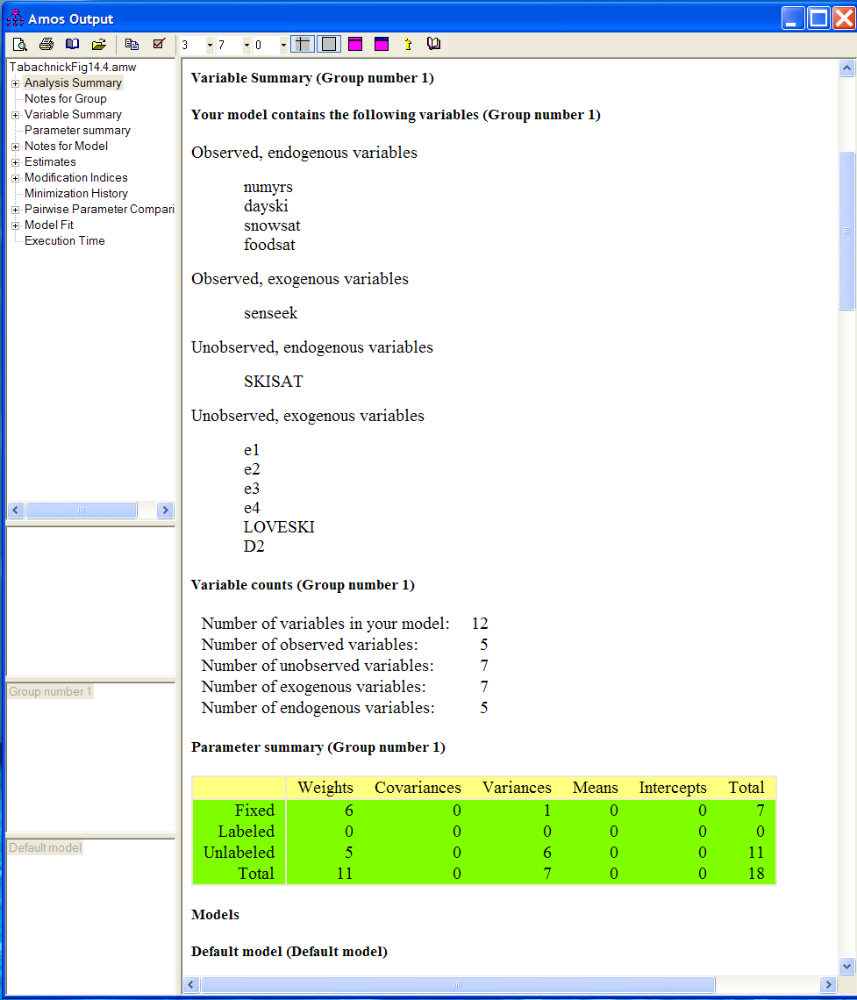 Amos Output
3 7 0
TabachnickFig14.4.amw
Analysis Summary
Notes for Group
Variable Summary
Parameter summary
Notes for Model
Estimates
Modification Indices
Minimization History
Pairwise Parameter Compari
Model Fit
Execution Time
Group number 1
Default model
Variable Summary (Group number 1)
Your model contains the following variables (Group number 1)
Observed, endogenous variables
numyrs
dayski
snowsat
foodsat
Observed, exogenous variables
senseek
Unobserved, endogenous variables
SKISAT
Unobserved, exogenous variables
e1
e2
e3
e4
LOVESKI
D2
Variable counts (Group number 1)
Number of variables in your model: 12
Number of observed variables: 5
Number of unobserved variables: 7
Number of exogenous variables: 7
Number of endogenous variables: 5
Parameter summary (Group number 1)
Weights Covariances Variances Means Intercepts Total
Fixed 6 0 1 0 0 7
Labeled 0 0 0 0 0 0
Unlabeled 5 0 6 0 0 11
Total 11 0 7 0 0 18
Models
Default model (Default model)